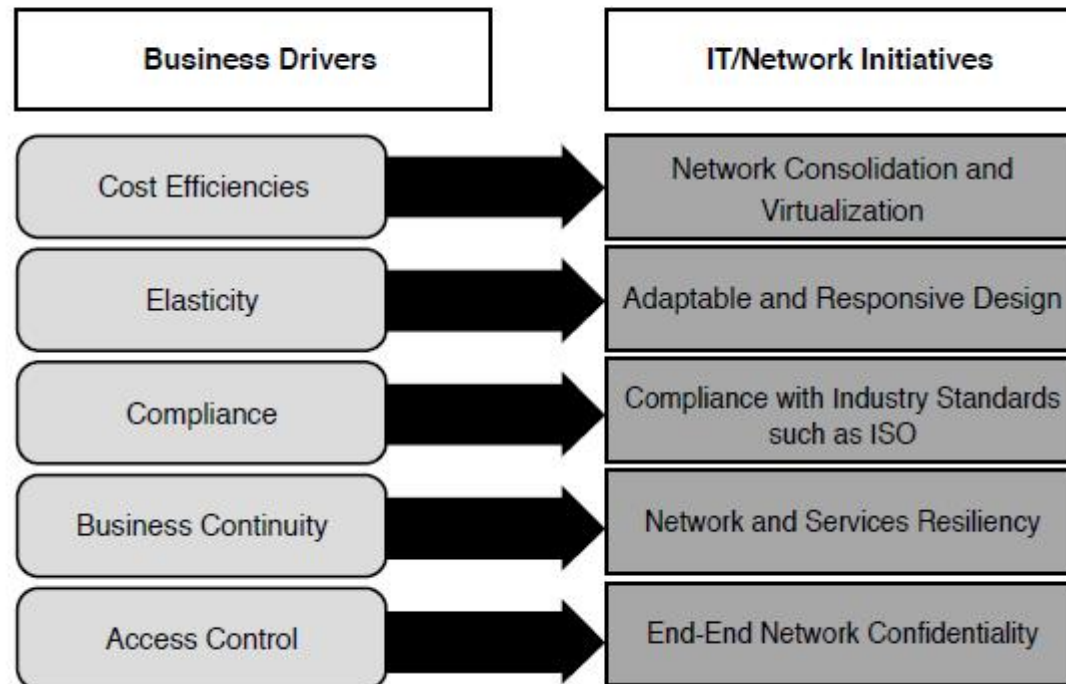 Business Drivers
IT/Network Initiatives
Cost Efficiencies
Network Consolidation and
Virtualization
Elasticity
Adaptable and Responsive Design
Compliance
Compliance with Industry Standards
such as ISO
Business Continuity
Network and Services Resiliency
Access Control
End-End Network Confidentiality